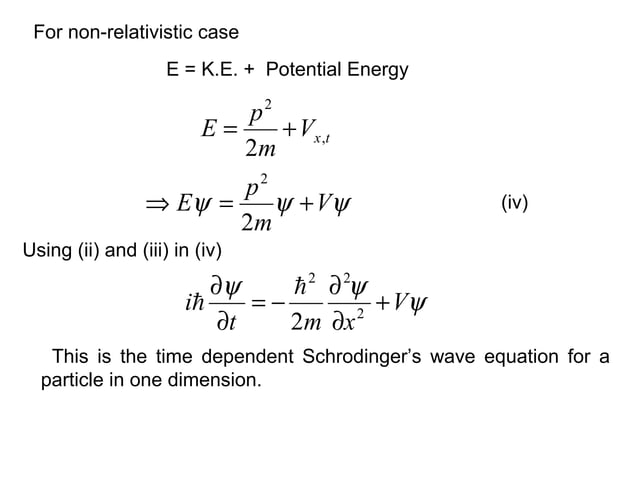 For non-relativistic case
E = K.E. + Potential Energy
E = p²/2m + Vₓ,ₜ
⇒ Eψ = p²/2m ψ + Vψ (iv)
Using (ii) and (iii) in (iv)
iħ ∂ψ/∂t = − ħ²/2m ∂²ψ/∂x² + Vψ
This is the time dependent Schrodinger’s wave equation for a
particle in one dimension.